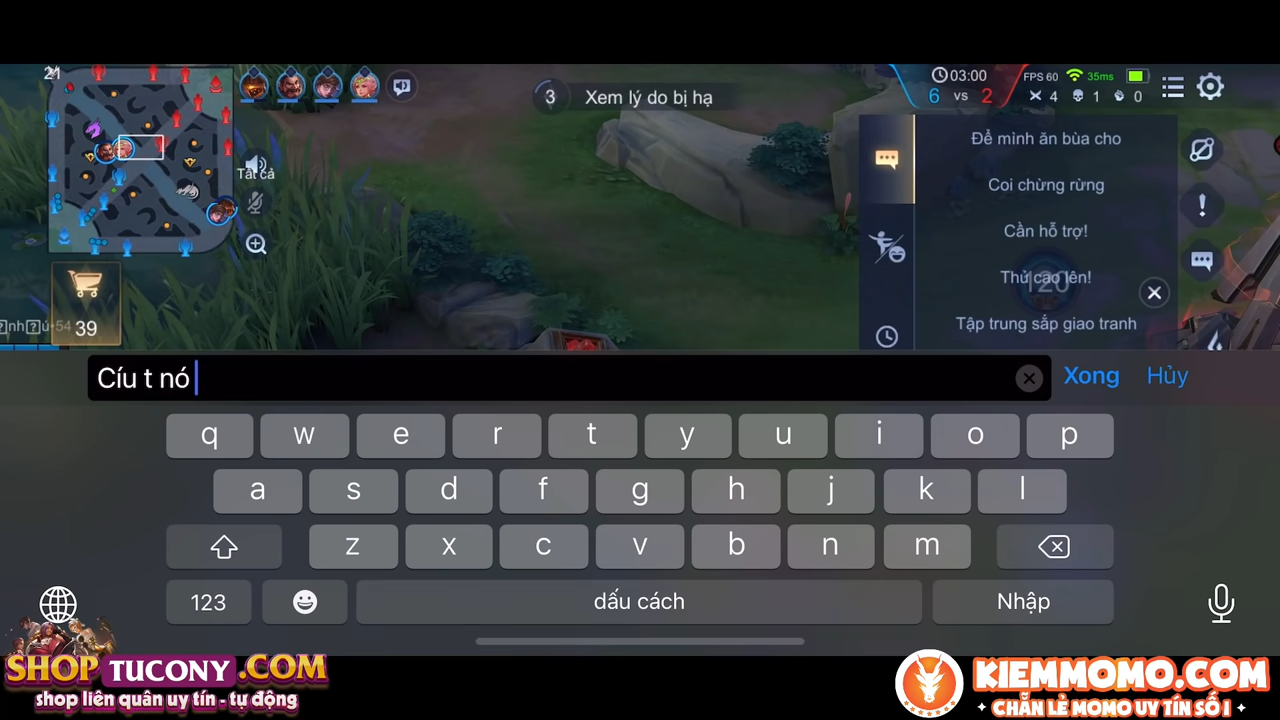 21
3 Xem lý do bị hạ
03:00 FPS 60 35ms
6 VS 2 4 1 0
Tất cả
39
Để mình ăn bùa cho
Coi chừng rừng
Cần hỗ trợ!
Thủ cao lên!
120
Tập trung sắp giao tranh
Cíu t nó
Xong Hủy
q w e r t y u i o p
a s d f g h j k l
z x c v b n m
123 dấu cách Nhập
SHOP TUCONY .COM
shop liên quân uy tín - tự động
KIEMMOMO.COM
CHẴN LẺ MOMO UY TÍN SỐ 1